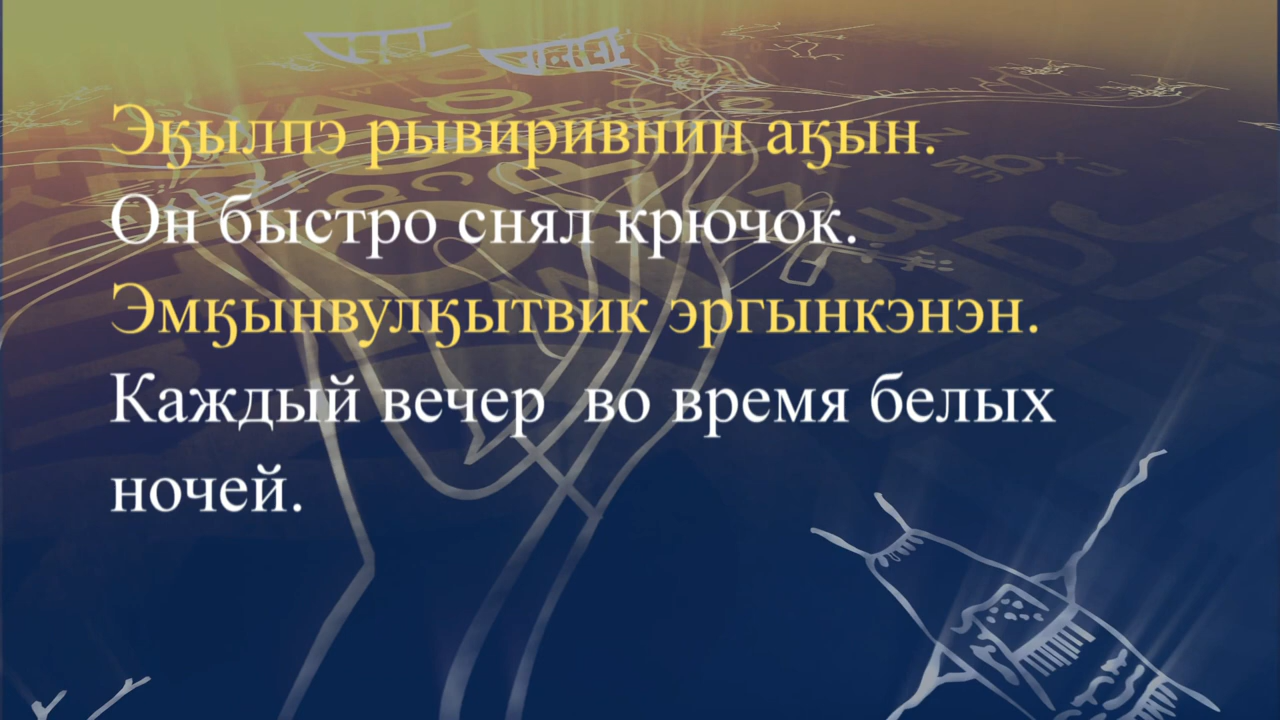 Эӄылпэ рывиривнин аӄын.
Он быстро снял крючок.
Эмӄынвулӄытвик эргынкэнэн.
Каждый вечер во время белых
ночей.